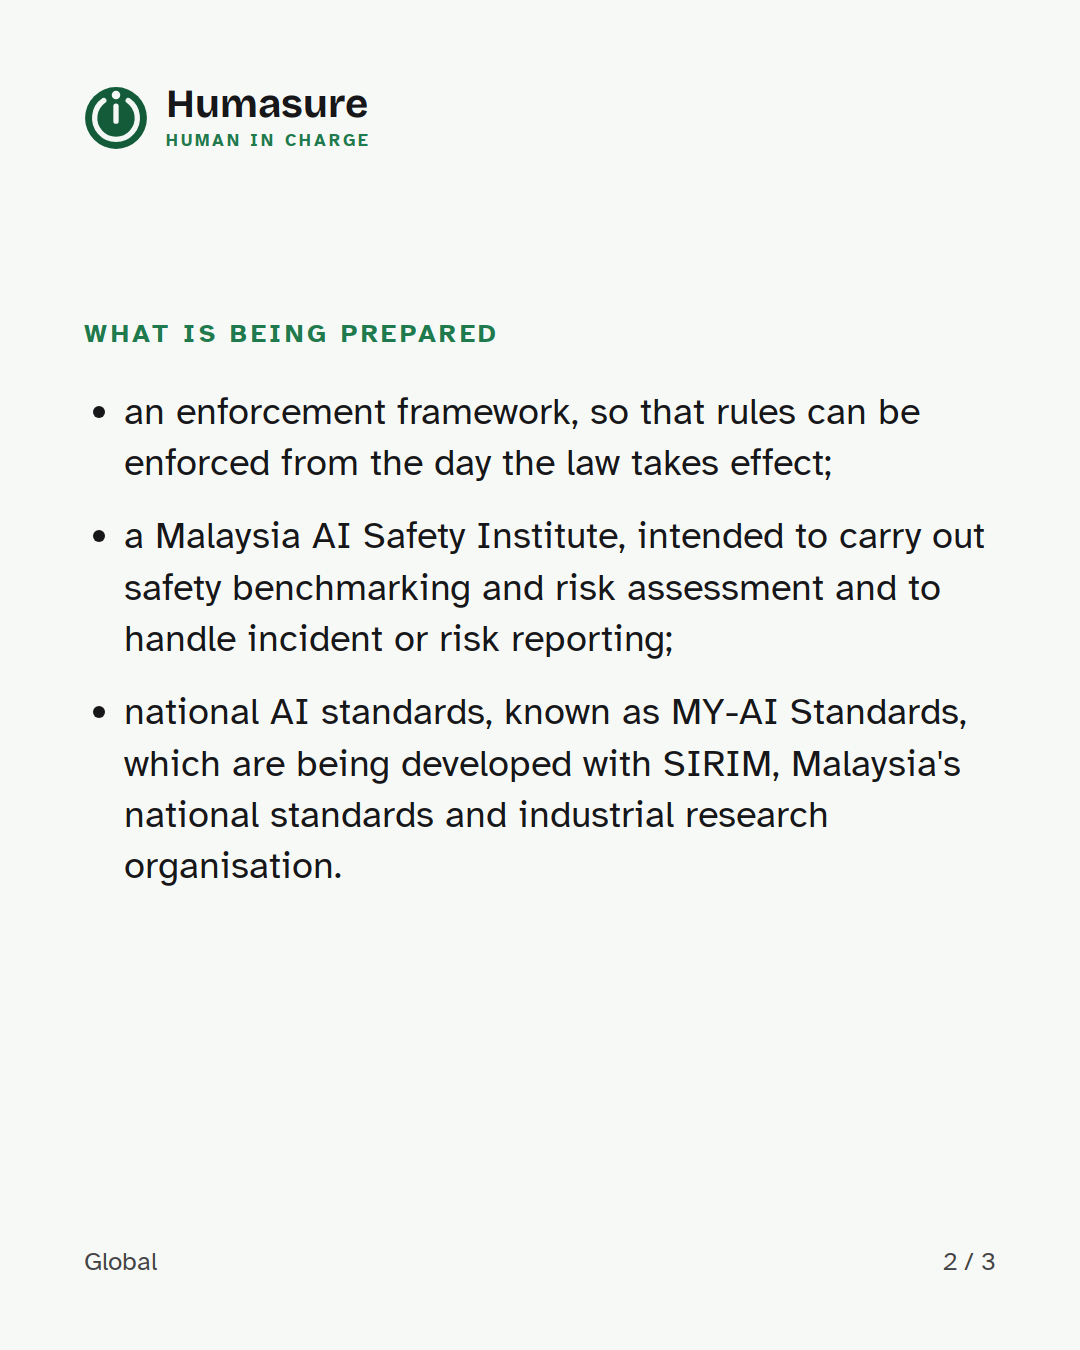 Humasure
HUMAN IN CHARGE
WHAT IS BEING PREPARED
• an enforcement framework, so that rules can be
enforced from the day the law takes effect;
• a Malaysia AI Safety Institute, intended to carry out
safety benchmarking and risk assessment and to
handle incident or risk reporting;
• national AI standards, known as MY-AI Standards,
which are being developed with SIRIM, Malaysia's
national standards and industrial research
organisation.
Global
2 / 3